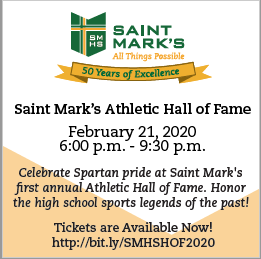 SM
HS
SAINT
MARK'S
All Things Possible
50 Years of Excellence
Saint Mark's Athletic Hall of Fame
February 21, 2020
6:00 p.m. - 9:30 p.m.
Celebrate Spartan pride at Saint Mark's
first annual Athletic Hall of Fame. Honor
the high school sports legends of the past!
Tickets are Available Now!
http://bit.ly/SMHSHOF2020